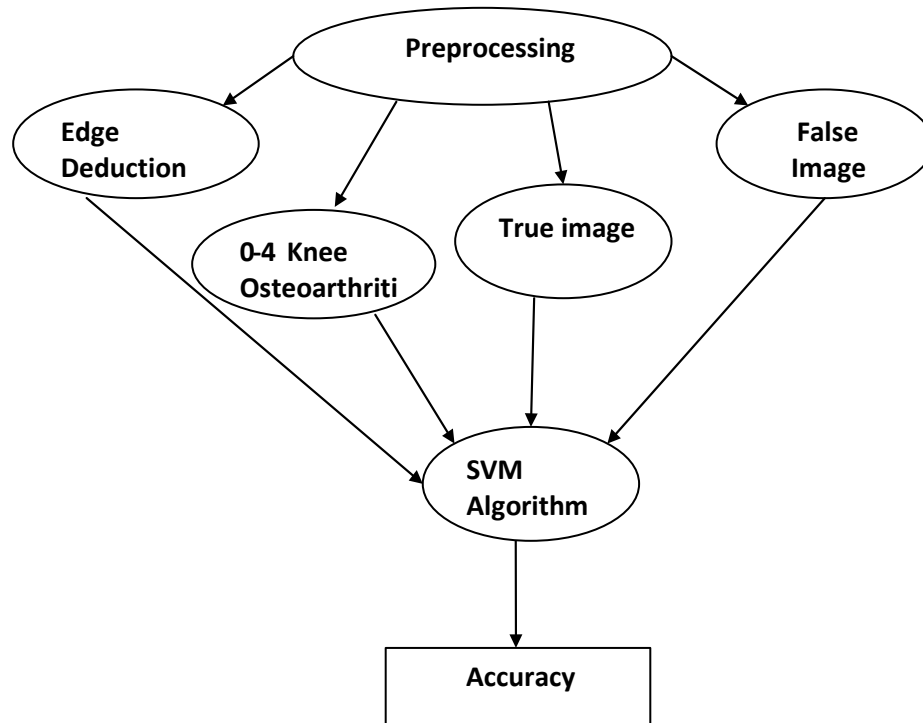 Preprocessing
Edge
Deduction
False
Image
0-4 Knee
Osteoarthriti
True image
SVM
Algorithm
Accuracy